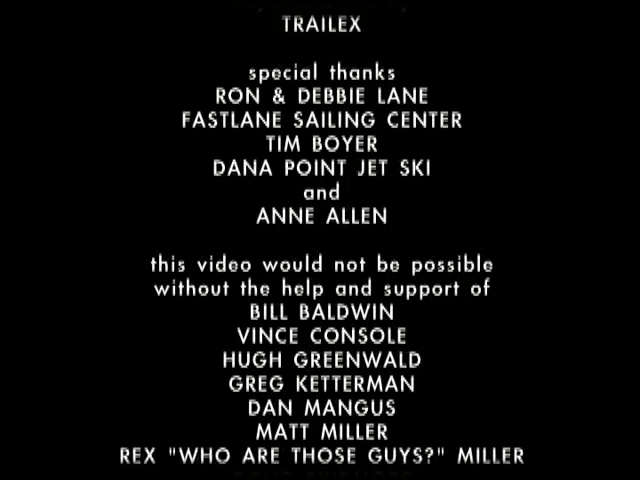 TRAILEX
special thanks
RON & DEBBIE LANE
FASTLANE SAILING CENTER
TIM BOYER
DANA POINT JET SKI
and
ANNE ALLEN
this video would not be possible
without the help and support of
BILL BALDWIN
VINCE CONSOLE
HUGH GREENWALD
GREG KETTERMAN
DAN MANGUS
MATT MILLER
REX "WHO ARE THOSE GUYS?" MILLER